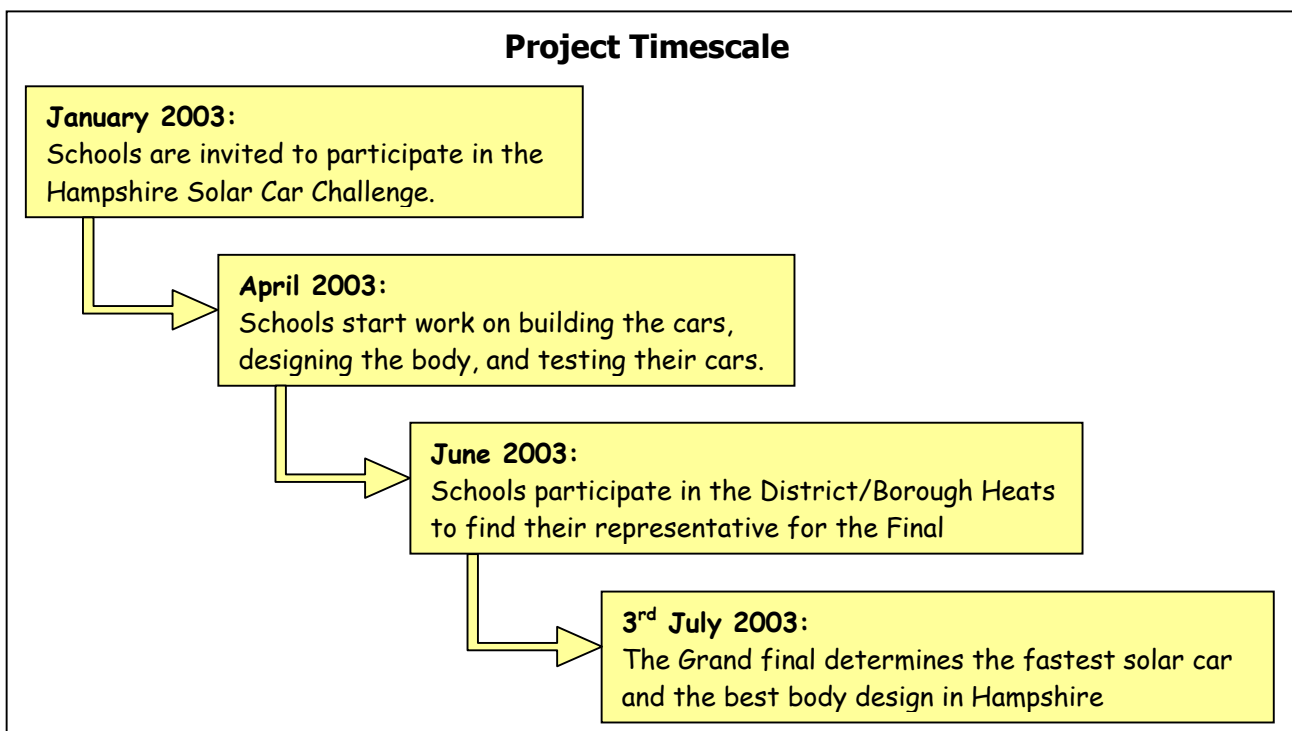 Project Timescale
January 2003:
Schools are invited to participate in the
Hampshire Solar Car Challenge.
April 2003:
Schools start work on building the cars,
designing the body, and testing their cars.
June 2003:
Schools participate in the District/Borough Heats
to find their representative for the Final
3rd July 2003:
The Grand final determines the fastest solar car
and the best body design in Hampshire